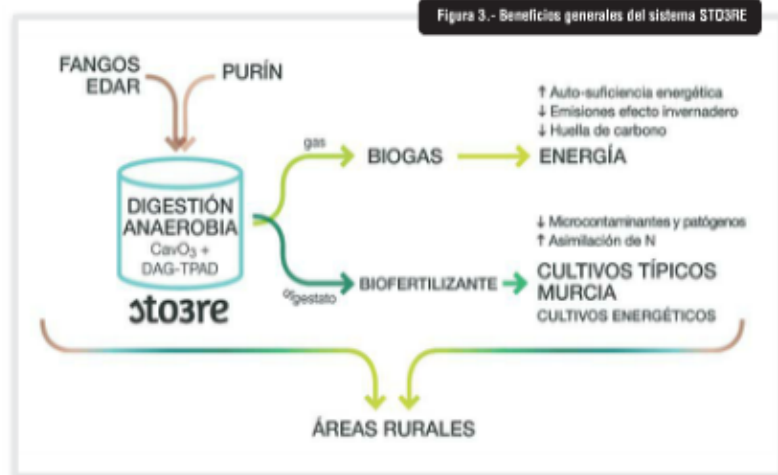 Figura 3.- Beneficios generales del sistema STO3RE
FANGOS
EDAR
PURÍN
↑ Auto-suficiencia energética
↓ Emisiones efecto invernadero
↓ Huella de carbono
gas
BIOGAS
ENERGÍA
DIGESTIÓN
ANAEROBIA
CavO₃ +
DAG-TPAD
sto3re
↓ Microcontaminantes y patógenos
↑ Asimilación de N
digestato
BIOFERTILIZANTE
CULTIVOS TÍPICOS
MURCIA
CULTIVOS ENERGÉTICOS
ÁREAS RURALES